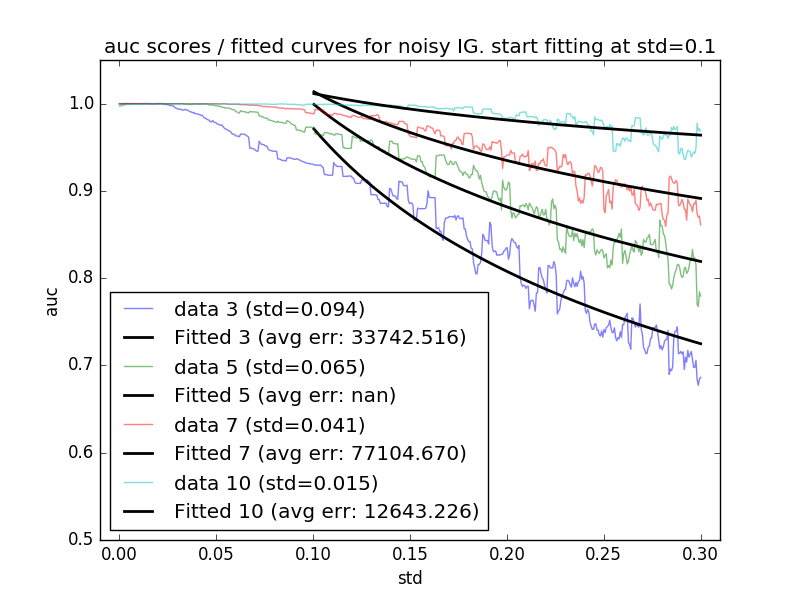 auc scores / fitted curves for noisy IG. start fitting at std=0.1
1.0
0.9
0.8
0.7
0.6
0.5
auc
data 3 (std=0.094)
Fitted 3 (avg err: 33742.516)
data 5 (std=0.065)
Fitted 5 (avg err: nan)
data 7 (std=0.041)
Fitted 7 (avg err: 77104.670)
data 10 (std=0.015)
Fitted 10 (avg err: 12643.226)
0.00 0.05 0.10 0.15 0.20 0.25 0.30
std